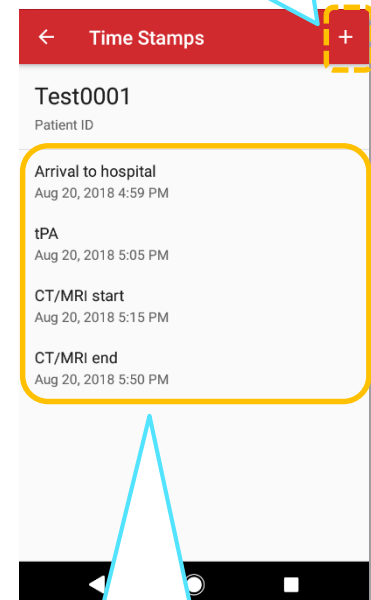 Time Stamps
Test0001
Patient ID
Arrival to hospital
Aug 20, 2018 4:59 PM
tPA
Aug 20, 2018 5:05 PM
CT/MRI start
Aug 20, 2018 5:15 PM
CT/MRI end
Aug 20, 2018 5:50 PM